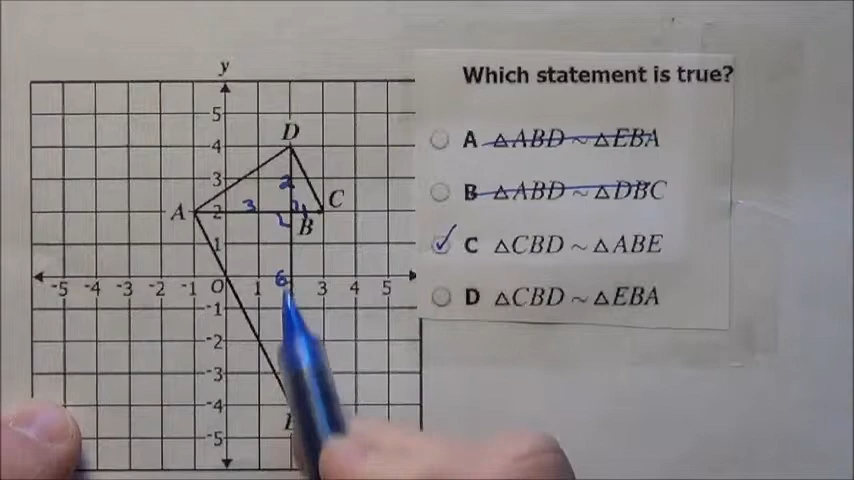 Which statement is true?
A △ABD ~ △EBA
B △ABD ~ △DBC
C △CBD ~ △ABE
D △CBD ~ △EBA
y
5
D
4
3
2
C
A
2
3
1
B
1
6
-5 -4 -3 -2 -1 O 1 3 4 5
-1
-2
-3
-4
-5